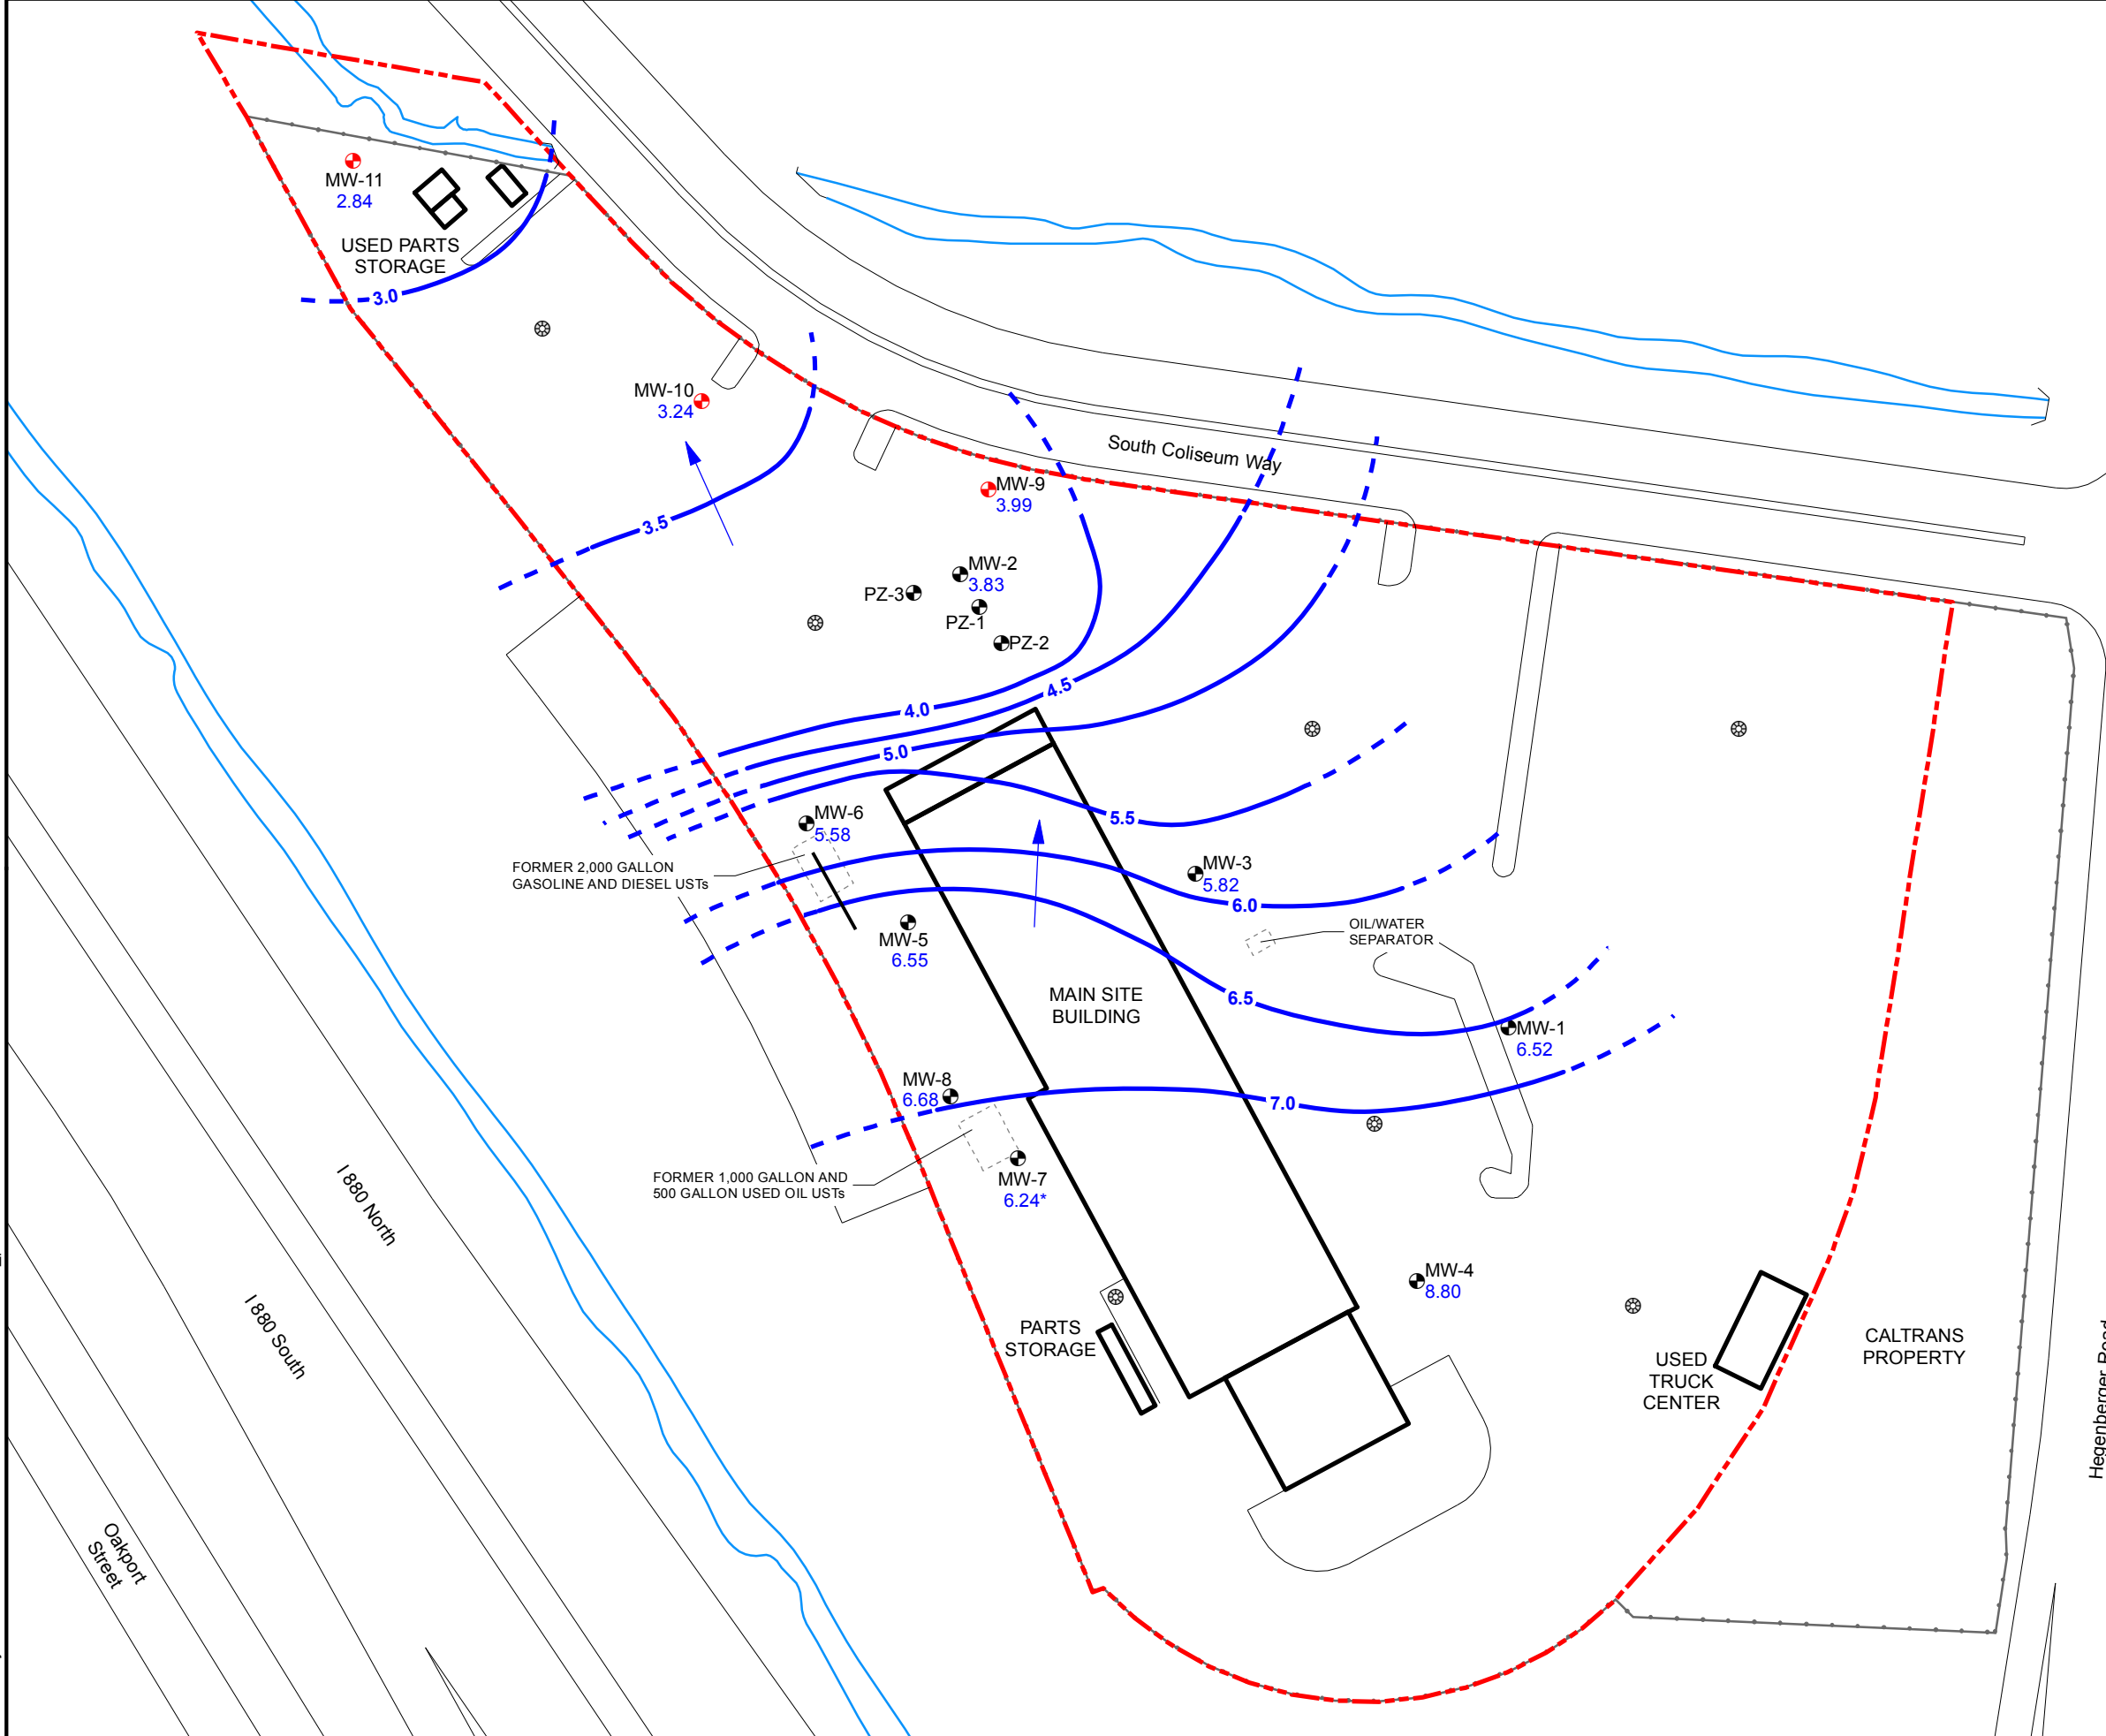 MW-11
2.84
USED PARTS
STORAGE
3.0
MW-10
3.24
South Coliseum Way
MW-9
3.99
3.5
MW-2
3.83
PZ-3
PZ-1
PZ-2
4.5
4.0
5.0
MW-6
5.58
5.5
FORMER 2,000 GALLON
GASOLINE AND DIESEL USTs
MW-3
5.82
6.0
OIL/WATER
SEPARATOR
MW-5
6.55
6.5
MAIN SITE
BUILDING
MW-1
6.52
MW-8
6.68
7.0
FORMER 1,000 GALLON AND
500 GALLON USED OIL USTs
MW-7
6.24*
I 880 North
I 880 South
MW-4
8.80
PARTS
STORAGE
USED
TRUCK
CENTER
CALTRANS
PROPERTY
Hegenberger Road
Oakport
Street